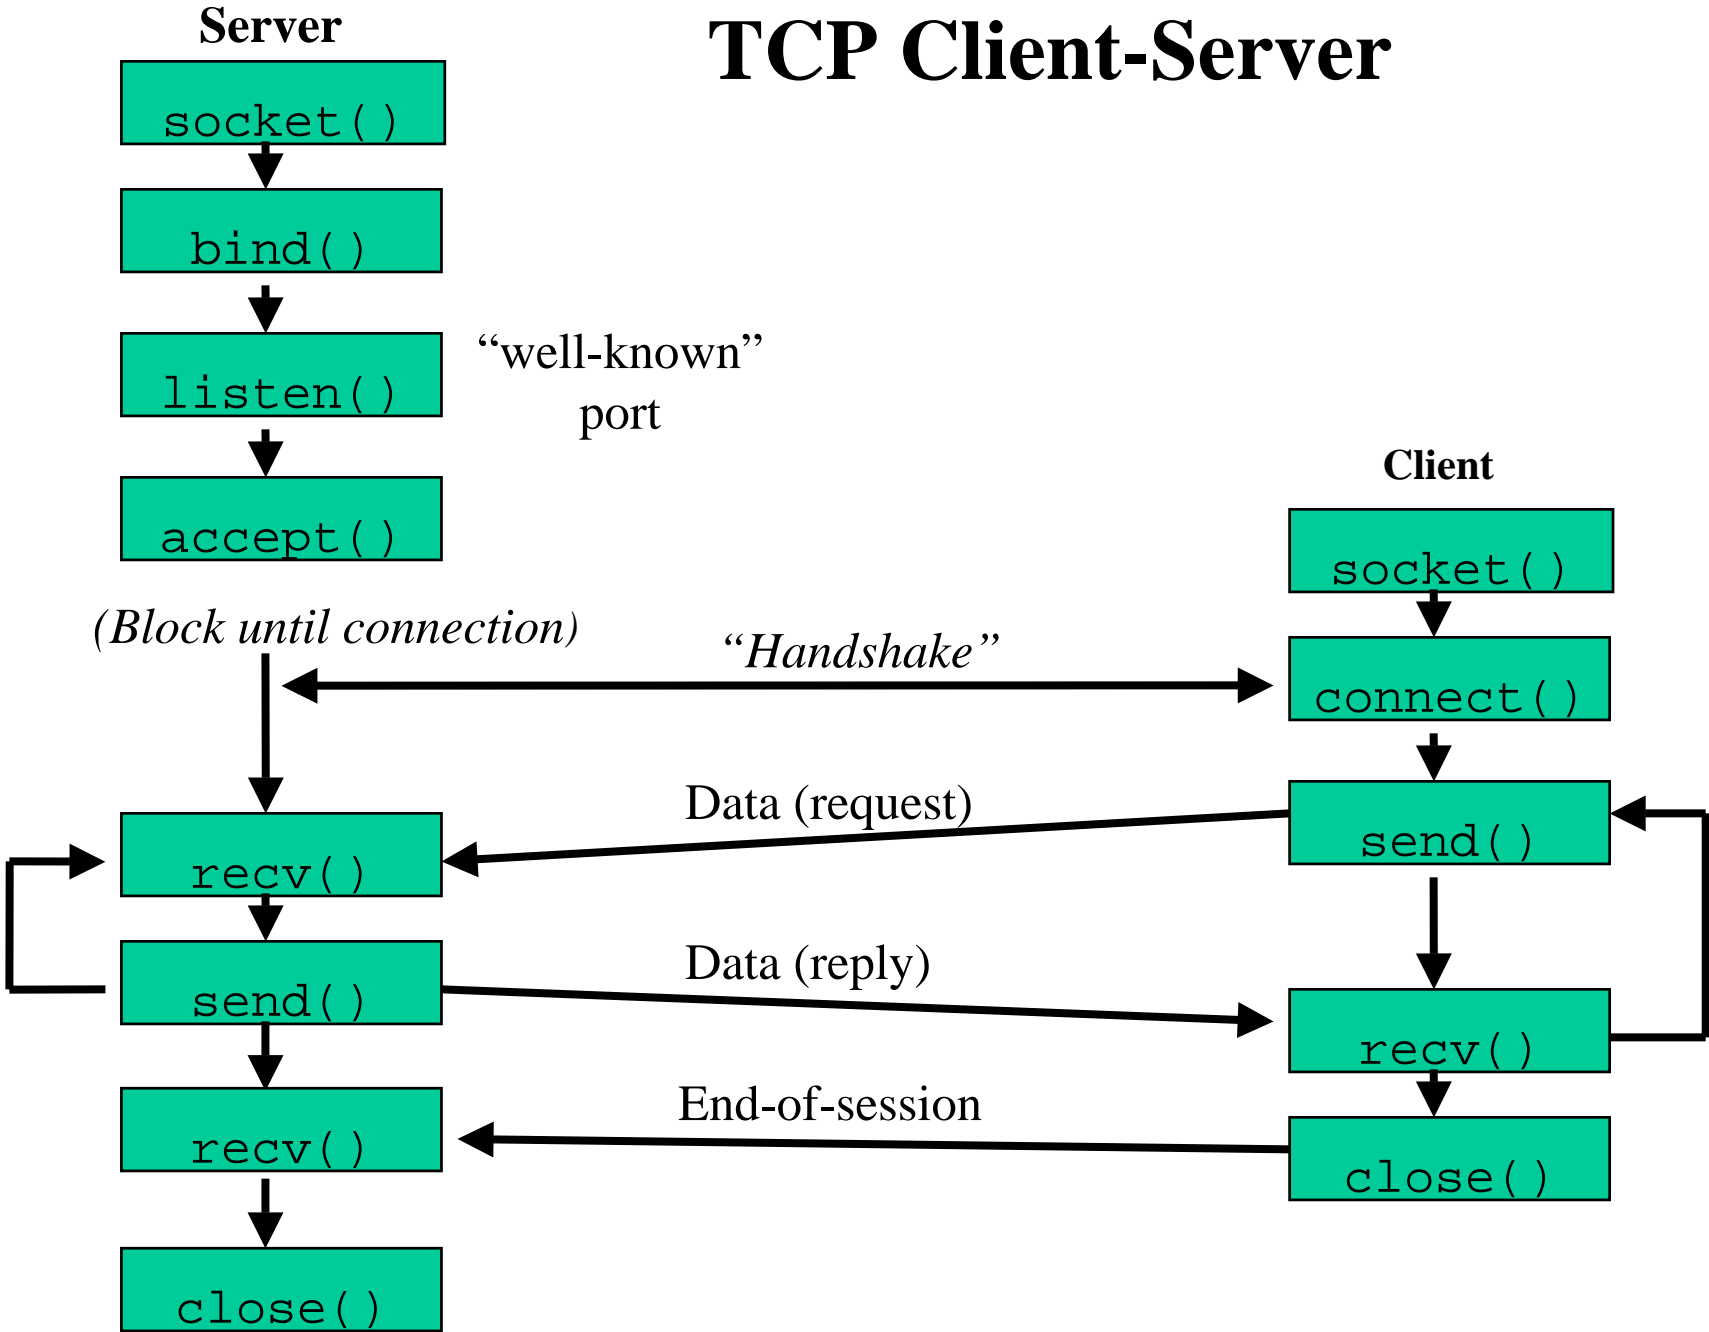 Server
TCP Client-Server
socket()
bind()
listen()
“well-known”
port
accept()
Client
socket()
(Block until connection)
“Handshake”
connect()
Data (request)
send()
recv()
Data (reply)
send()
recv()
End-of-session
recv()
close()
close()